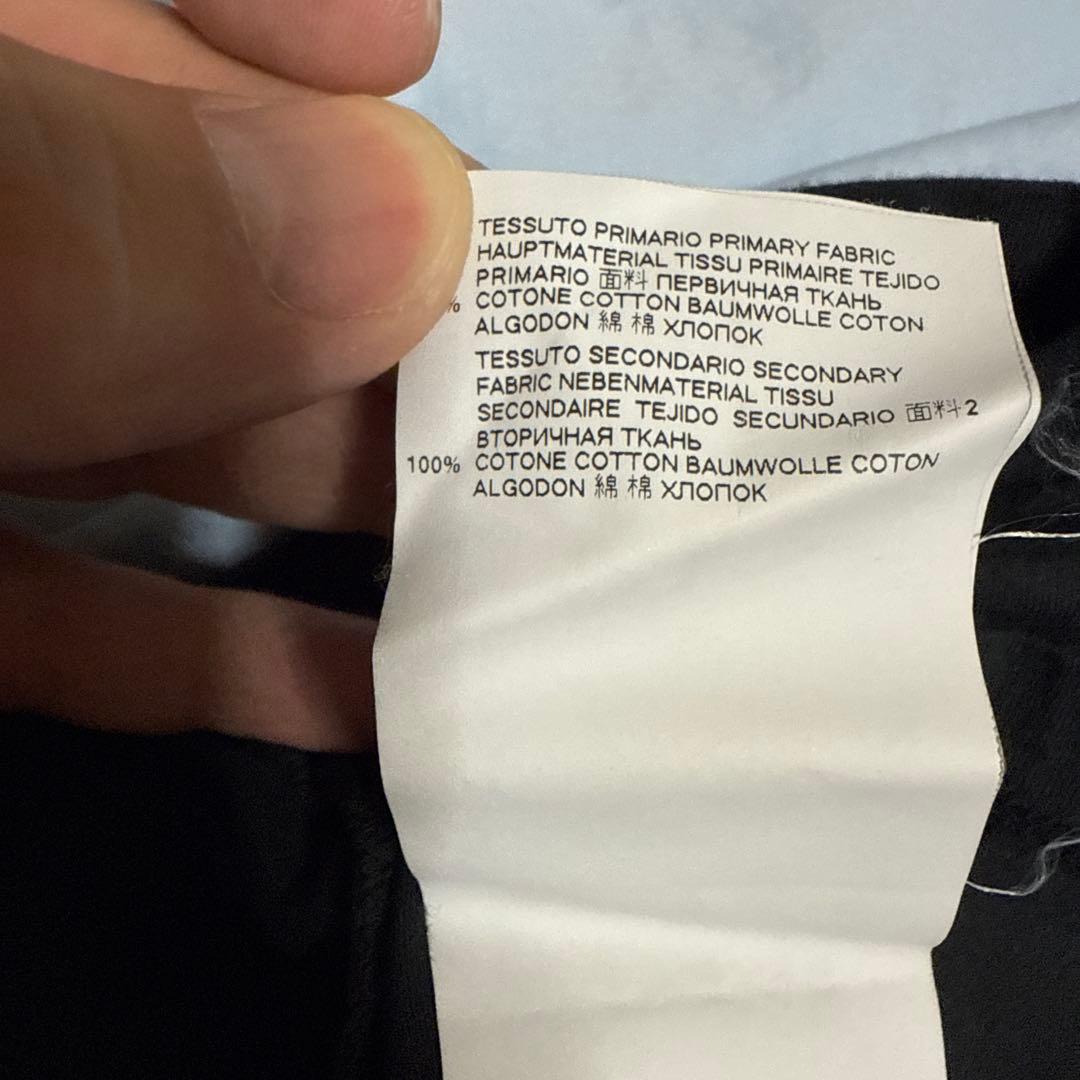 TESSUTO PRIMARIO PRIMARY FABRIC
HAUPTMATERIAL TISSU PRIMAIRE TEJIDO
PRIMARIO 面料 ПЕРВИЧНАЯ ТКАНЬ
% COTONE COTTON BAUMWOLLE COTON
ALGODON 綿 棉 ХЛОПОК
TESSUTO SECONDARIO SECONDARY
FABRIC NEBENMATERIAL TISSU
SECONDAIRE TEJIDO SECUNDARIO 面料2
ВТОРИЧНАЯ ТКАНЬ
100% COTONE COTTON BAUMWOLLE COTON
ALGODON 綿 棉 ХЛОПОК